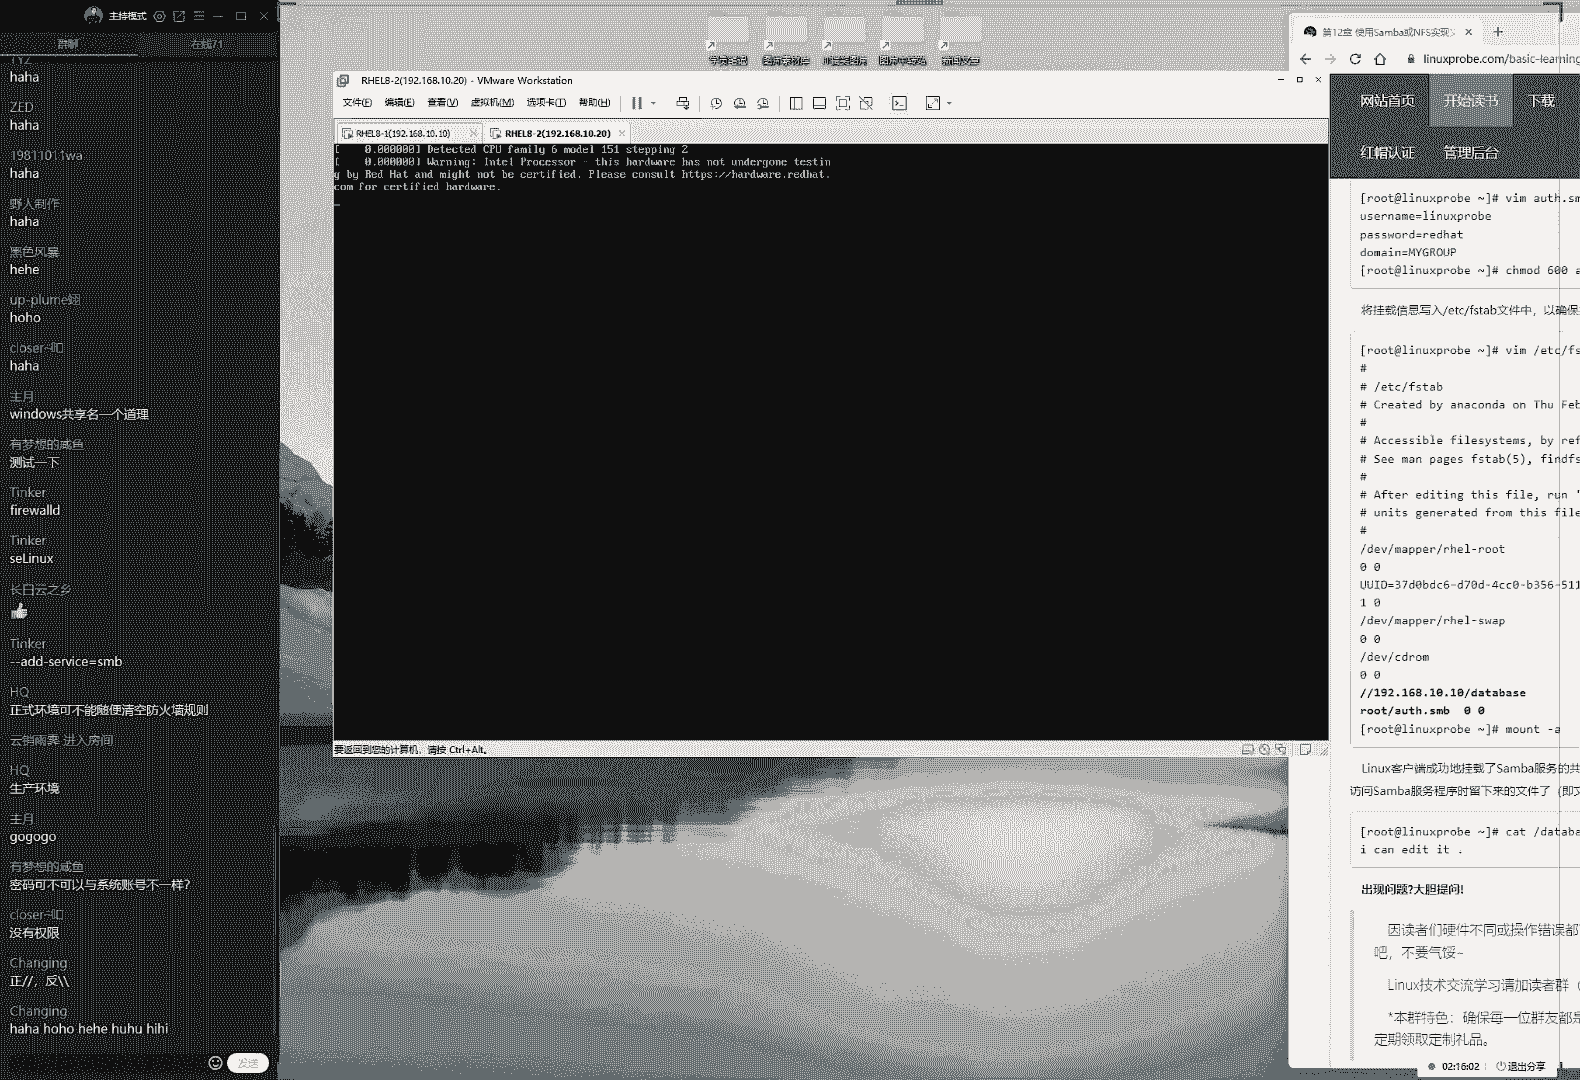 主持模式
群聊
在线71
haha
ZED
haha
19811011wa
haha
野人制作
haha
黑色风暴
hehe
up-plume翊
hoho
haha
主月
windows共享名一个道理
有梦想的咸鱼
测试一下
Tinker
firewalld
Tinker
seLinux
长日云之乡
Tinker
--add-service=smb
HQ
正式环境可不能随便清空防火墙规则
云销雨霁 进入房间
HQ
生产环境
主月
gogogo
有梦想的咸鱼
密码可不可以与系统账号不一样?
没有权限
Changing
正//，反\\
Changing
haha hoho hehe huhu hihi
发送
RHEL8-2(192.168.10.20) - VMware Workstation
文件(F) 编辑(E) 查看(V) 虚拟机(M) 选项卡(T) 帮助(H)
RHEL8-1(192.168.10.10)
RHEL8-2(192.168.10.20)
[    0.000000] Detected CPU family 6 model 151 stepping 2
[    0.000000] Warning: Intel Processor - this hardware has not undergone testin
g by Red Hat and might not be certified. Please consult https://hardware.redhat.
com for certified hardware.
要返回到您的计算机，请按 Ctrl+Alt。
第12章 使用Samba或NFS实现
linuxprobe.com/basic-learning
网站首页 开始读书 下载
红帽认证 管理后台
[root@linuxprobe ~]# vim auth.sm
username=linuxprobe
password=redhat
domain=MYGROUP
[root@linuxprobe ~]# chmod 600 a
将挂载信息写入/etc/fstab文件中，以确保
[root@linuxprobe ~]# vim /etc/fs
#
# /etc/fstab
# Created by anaconda on Thu Feb
#
# Accessible filesystems, by ref
# See man pages fstab(5), findfs
#
# After editing this file, run '
# units generated from this file
#
/dev/mapper/rhel-root
0 0
UUID=37d0bdc6-d70d-4cc0-b356-511
1 0
/dev/mapper/rhel-swap
0 0
/dev/cdrom
0 0
//192.168.10.10/database
root/auth.smb  0 0
[root@linuxprobe ~]# mount -a
Linux客户端成功地挂载了Samba服务的共
访问Samba服务程序时留下来的文件了（即文
[root@linuxprobe ~]# cat /databa
i can edit it .
出现问题?大胆提问!
因读者们硬件不同或操作错误都
吧，不要气馁~
Linux技术交流学习请加读者群（
*本群特色：确保每一位群友都是
定期领取定制礼品。
02:16:02
退出分享